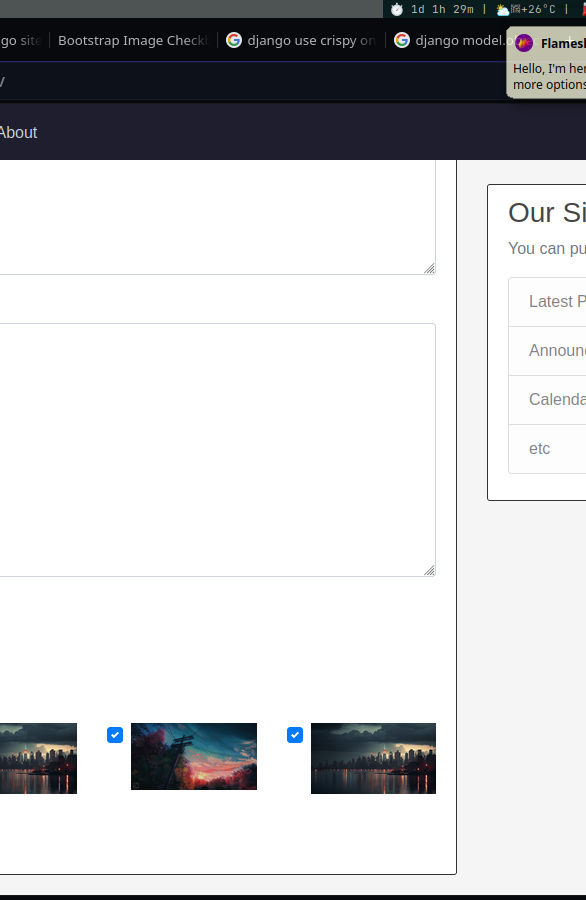 1d 1h 29m | +26°C |
go site
Bootstrap Image Check
django use crispy on
django model.
Flamesh
Hello, I'm her
more options
About
Our Si
You can pu
Latest P
Announ
Calenda
etc